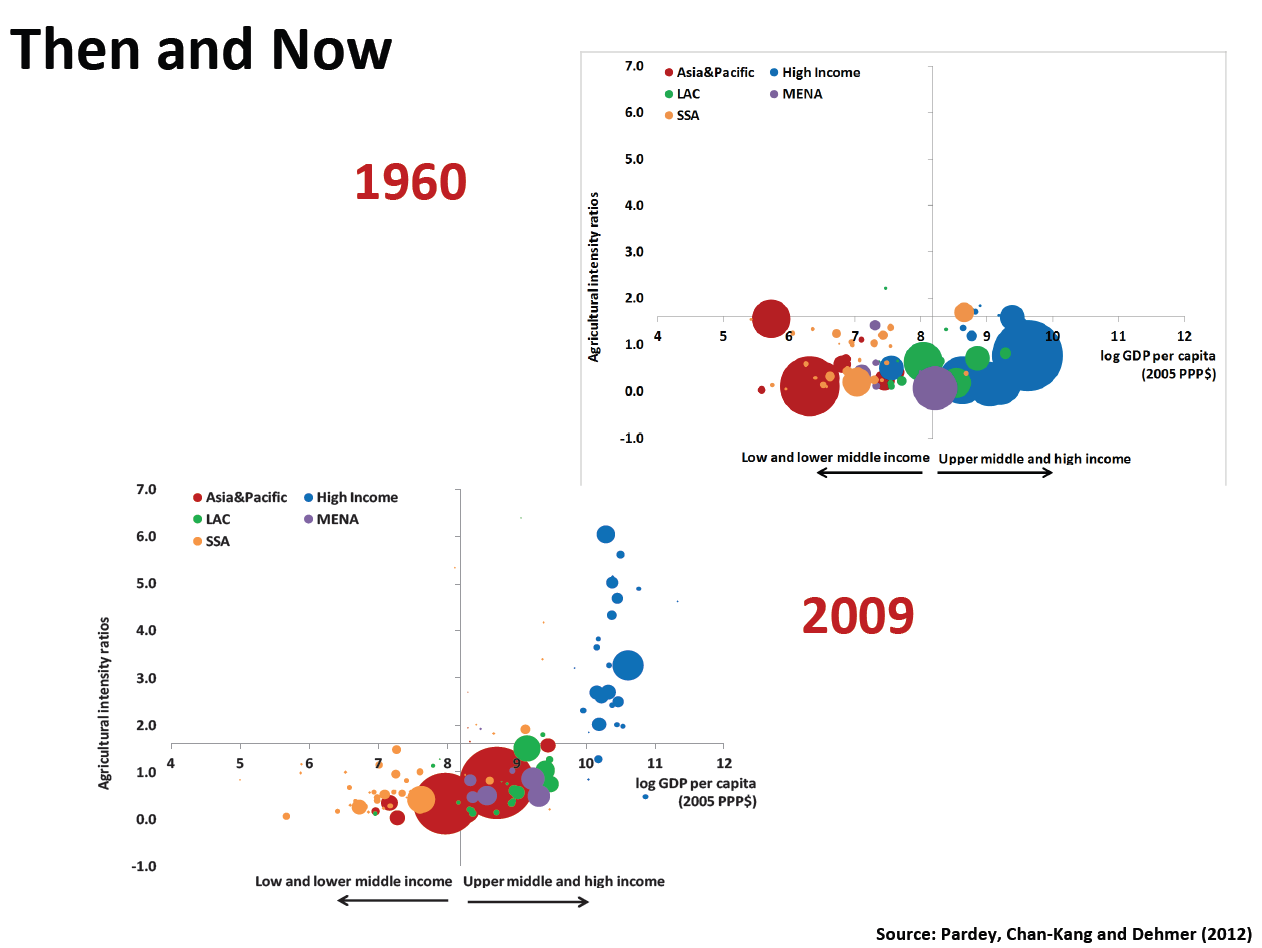 Then and Now
1960
7.0
6.0
5.0
4.0
3.0
2.0
1.0
0.0
-1.0
Agricultural intensity ratios
Asia&Pacific High Income
LAC MENA
SSA
4 5 6 7 8 9 10 11 12
log GDP per capita
(2005 PPP$)
Low and lower middle income Upper middle and high income
7.0
6.0
5.0
4.0
3.0
2.0
1.0
0.0
-1.0
Agricultural intensity ratios
Asia&Pacific High Income
LAC MENA
SSA
4 5 6 7 8 9 10 11 12
log GDP per capita
(2005 PPP$)
Low and lower middle income Upper middle and high income
2009
Source: Pardey, Chan-Kang and Dehmer (2012)